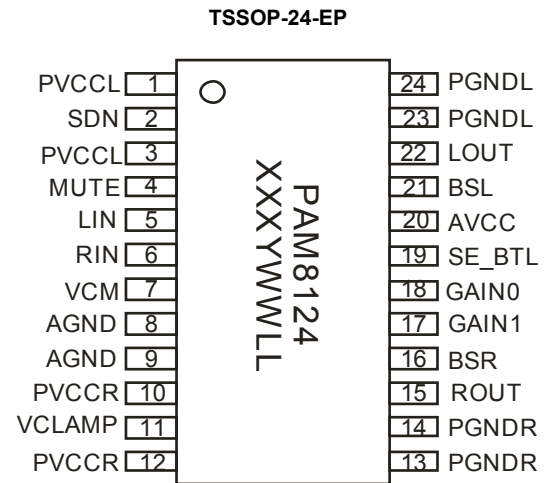 TSSOP-24-EP
PVCCL 1
SDN 2
PVCCL 3
MUTE 4
LIN 5
RIN 6
VCM 7
AGND 8
AGND 9
PVCCR 10
VCLAMP 11
PVCCR 12
PAM8124
XXXYWWLL
24 PGNDL
23 PGNDL
22 LOUT
21 BSL
20 AVCC
19 SE_BTL
18 GAIN0
17 GAIN1
16 BSR
15 ROUT
14 PGNDR
13 PGNDR